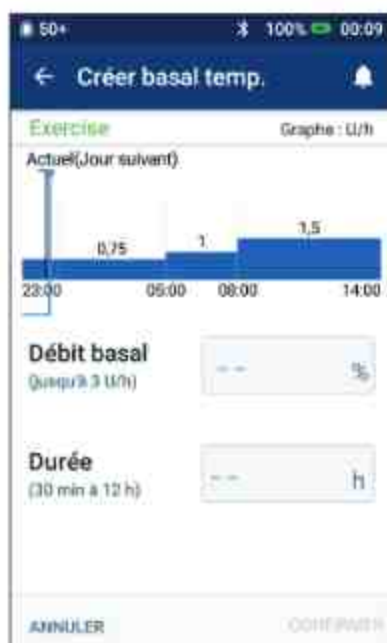 50+ 100% 00:09
Créer basal temp.
Exercise Graphe : U/h
Actuel(Jour suivant)
0,75 1 1,5
23:00 05:00 08:00 14:00
Débit basal -- %
(jusqu'à 3 U/h)
Durée -- h
(30 min à 12 h)
ANNULER CONFIRMER